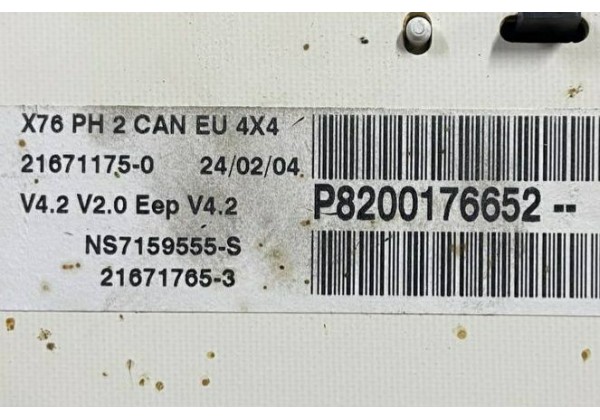 X76 PH 2 CAN EU 4X4
21671175-0 24/02/04
V4.2 V2.0 Eep V4.2
P8200176652 --
NS7159555-S
21671765-3